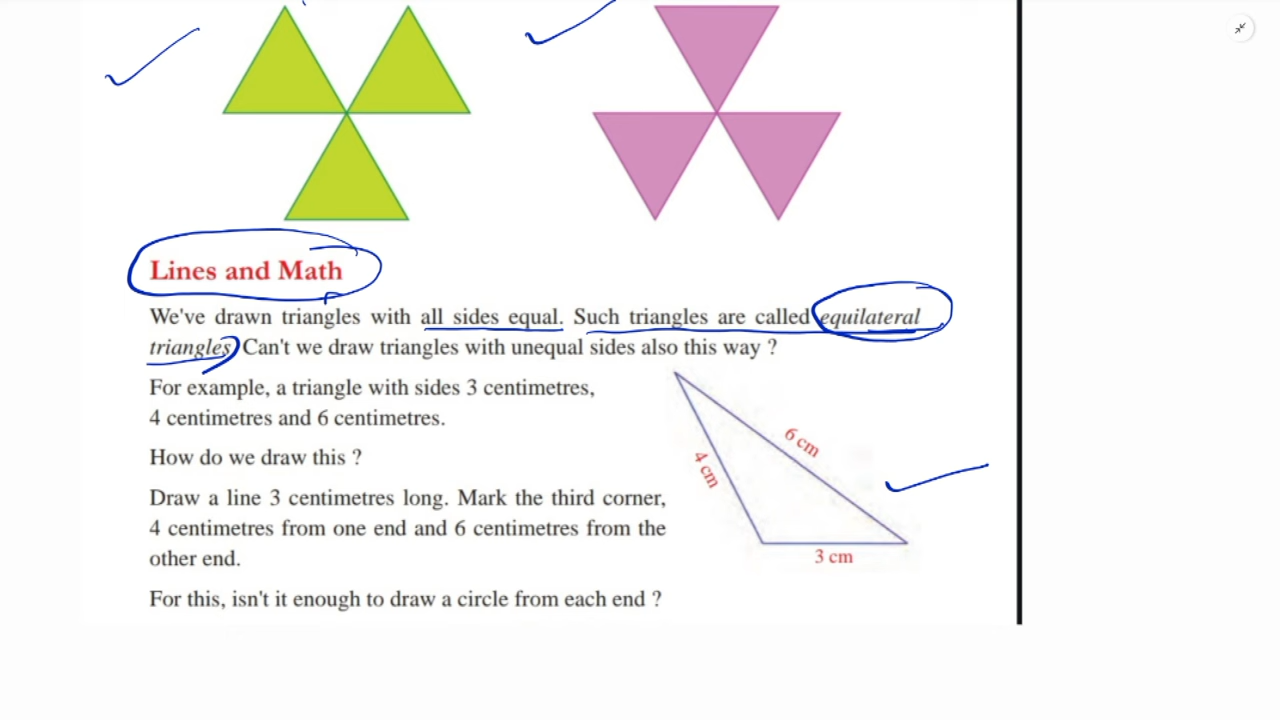 Lines and Math
We've drawn triangles with all sides equal. Such triangles are called equilateral
triangles. Can't we draw triangles with unequal sides also this way ?
For example, a triangle with sides 3 centimetres,
4 centimetres and 6 centimetres.
How do we draw this ?
Draw a line 3 centimetres long. Mark the third corner,
4 centimetres from one end and 6 centimetres from the
other end.
For this, isn't it enough to draw a circle from each end ?
6 cm
4 cm
3 cm